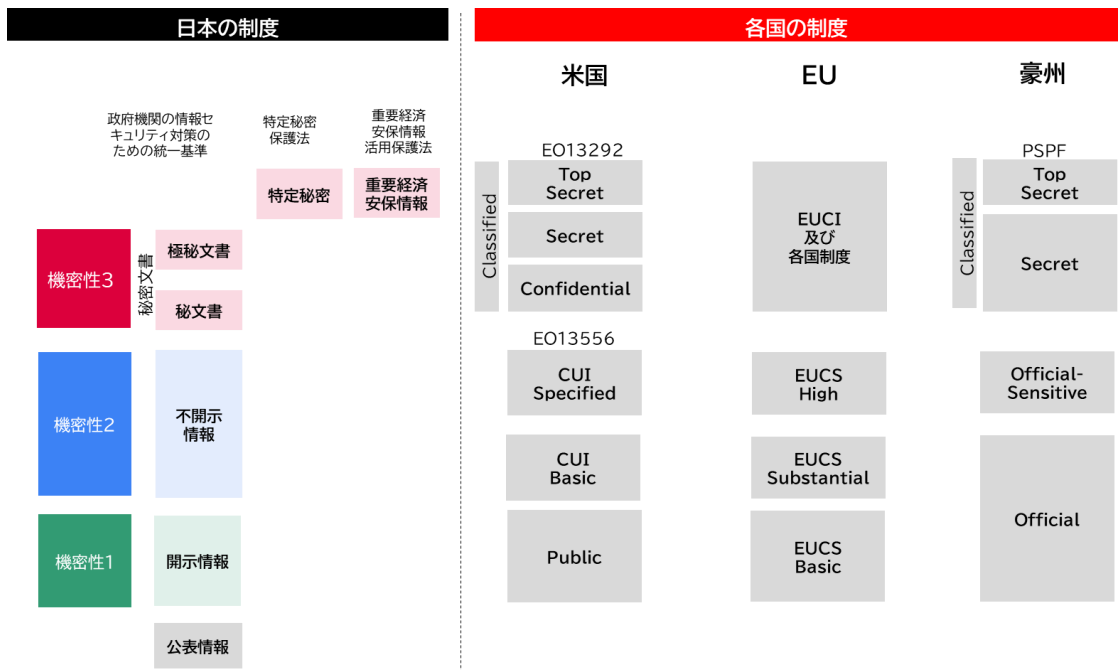 日本の制度
各国の制度
米国
EU
豪州
政府機関の情報セ
キュリティ対策の
ための統一基準
特定秘密
保護法
重要経済
安保情報
活用保護法
特定秘密
重要経済
安保情報
機密性3
秘密文書
極秘文書
秘文書
機密性2
不開示
情報
機密性1
開示情報
公表情報
EO13292
Classified
Top
Secret
Secret
Confidential
EO13556
CUI
Specified
CUI
Basic
Public
EUCI
及び
各国制度
EUCS
High
EUCS
Substantial
EUCS
Basic
PSPF
Classified
Top
Secret
Secret
Official-
Sensitive
Official